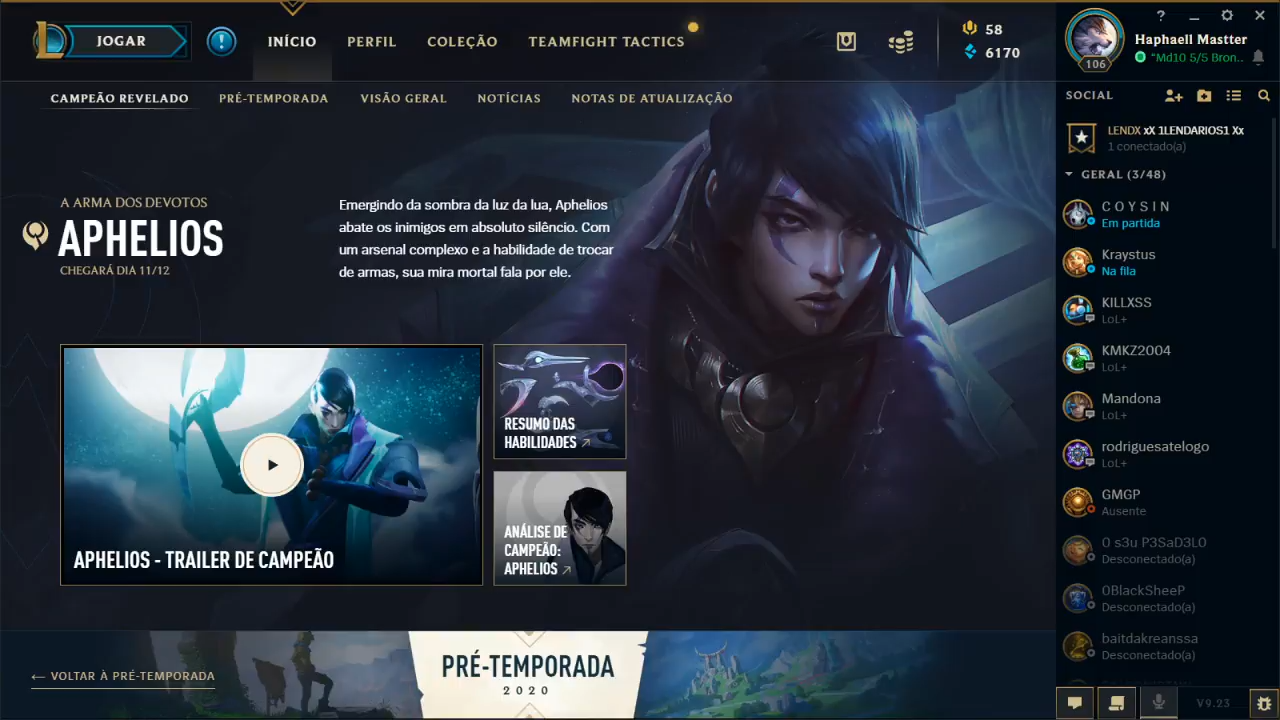 JOGAR
INÍCIO
PERFIL
COLEÇÃO
TEAMFIGHT TACTICS
58
6170
?
106
Haphaell Mastter
"Md10 5/5 Bron..
CAMPEÃO REVELADO
PRÉ-TEMPORADA
VISÃO GERAL
NOTÍCIAS
NOTAS DE ATUALIZAÇÃO
A ARMA DOS DEVOTOS
APHELIOS
CHEGARÁ DIA 11/12
Emergindo da sombra da luz da lua, Aphelios
abate os inimigos em absoluto silêncio. Com
um arsenal complexo e a habilidade de trocar
de armas, sua mira mortal fala por ele.
APHELIOS - TRAILER DE CAMPEÃO
RESUMO DAS
HABILIDADES ↗
ANÁLISE DE
CAMPEÃO:
APHELIOS ↗
← VOLTAR À PRÉ-TEMPORADA
PRÉ-TEMPORADA
2020
SOCIAL
LENDX xX 1LENDARIOS1 Xx
1 conectado(a)
GERAL (3/48)
C O Y S I N
Em partida
Kraystus
Na fila
KILLXSS
LoL+
KMKZ2004
LoL+
Mandona
LoL+
rodriguesatelogo
LoL+
GMGP
Ausente
O s3u P3SaD3LO
Desconectado(a)
0BlackSheeP
Desconectado(a)
baitdakreanssa
Desconectado(a)
V9.23